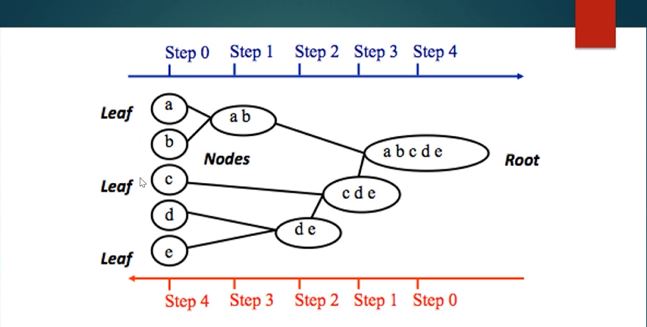 Step 0 Step 1 Step 2 Step 3 Step 4
Leaf
a
a b
b
a b c d e
Nodes
Root
Leaf
c
c d e
d
d e
Leaf
e
Step 4 Step 3 Step 2 Step 1 Step 0